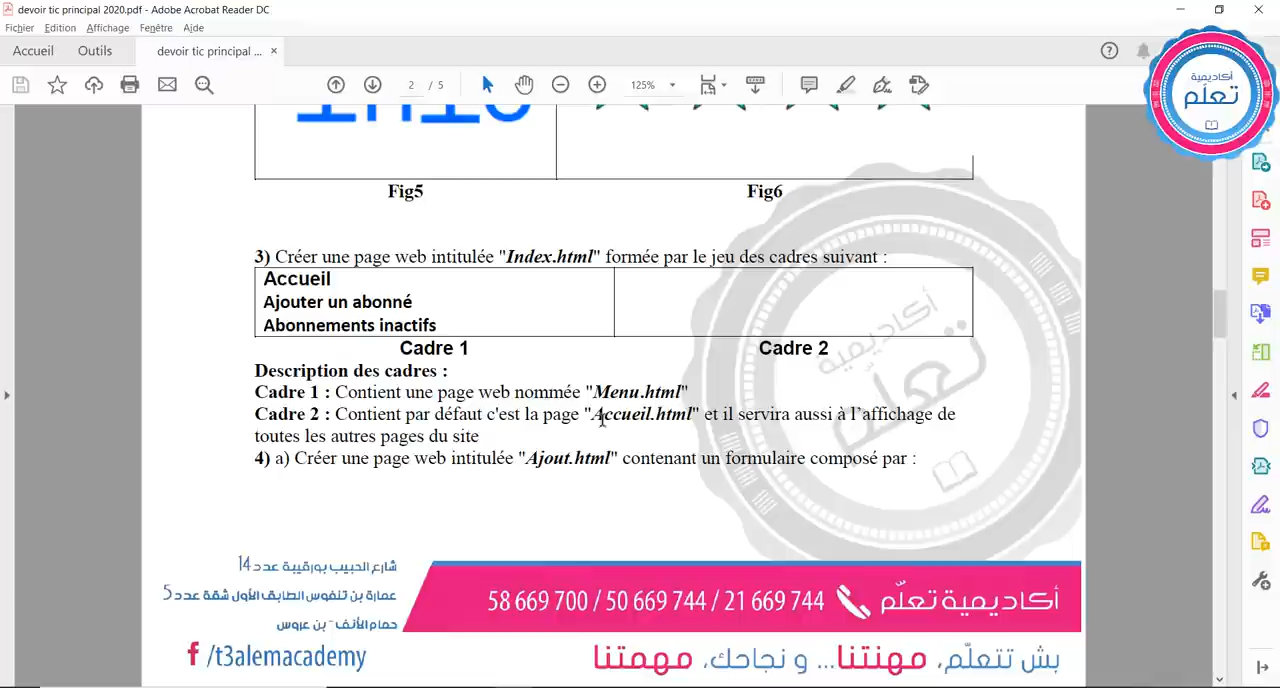 devoir tic principal 2020.pdf - Adobe Acrobat Reader DC
Fichier Edition Affichage Fenêtre Aide
Accueil Outils devoir tic principal ... ×
2 / 5 125%
أكاديمية
تعلّم
Fig5 Fig6
3) Créer une page web intitulée "Index.html" formée par le jeu des cadres suivant :
Accueil
Ajouter un abonné
Abonnements inactifs
Cadre 1 Cadre 2
Description des cadres :
Cadre 1 : Contient une page web nommée "Menu.html"
Cadre 2 : Contient par défaut c'est la page "Accueil.html" et il servira aussi à l'affichage de
toutes les autres pages du site
4) a) Créer une page web intitulée "Ajout.html" contenant un formulaire composé par :
أكاديمية
تعلّم
شارع الحبيب بورقيبة عدد 14
عمارة بن تنفوس الطابق الأول شقة عدد 5
حمام الأنف - بن عروس
58 669 700 / 50 669 744 / 21 669 744 أكاديمية تعلّم
/t3alemacademy
بش تتعلّم، مهنتنا... و نجاحك، مهمتنا